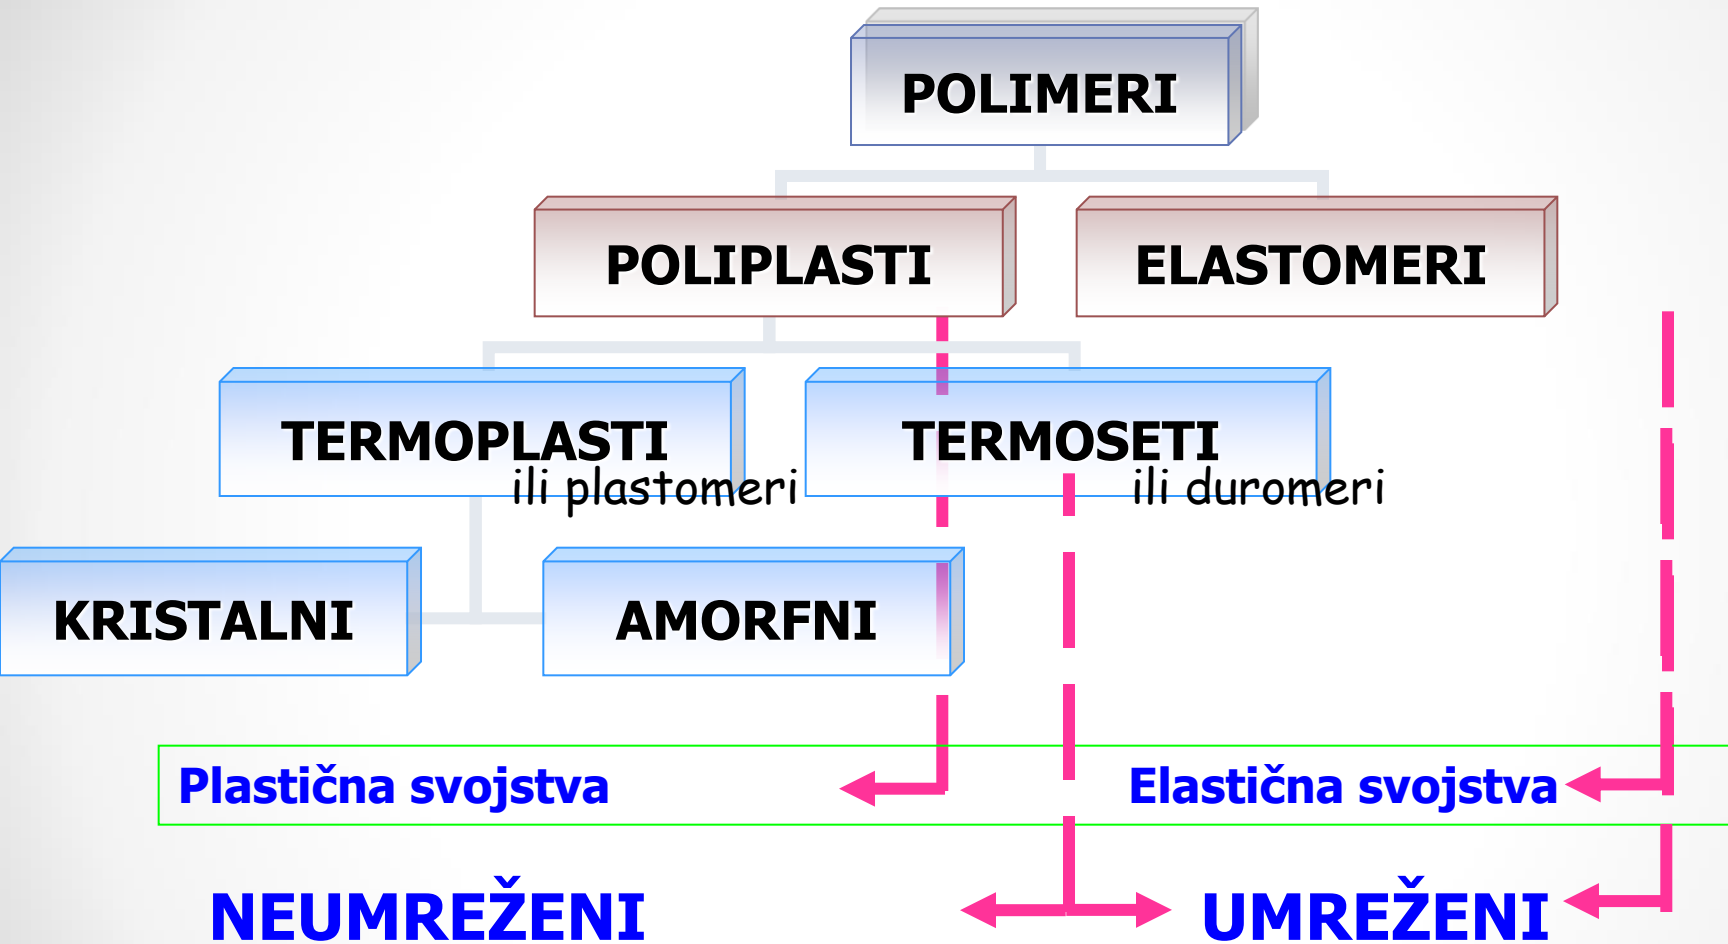 POLIMERI
POLIPLASTI
ELASTOMERI
TERMOPLASTI
ili plastomeri
TERMOSETI
ili duromeri
KRISTALNI
AMORFNI
Plastična svojstva
Elastična svojstva
NEUMREŽENI
UMREŽENI